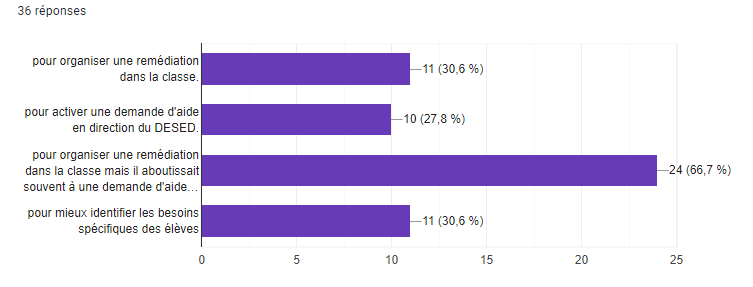 36 réponses
pour organiser une remédiation
dans la classe.
11 (30,6 %)
pour activer une demande d'aide
en direction du DESED.
10 (27,8 %)
pour organiser une remédiation
dans la classe mais il aboutissait
souvent à une demande d'aide…
24 (66,7 %)
pour mieux identifier les besoins
spécifiques des élèves
11 (30,6 %)
0 5 10 15 20 25